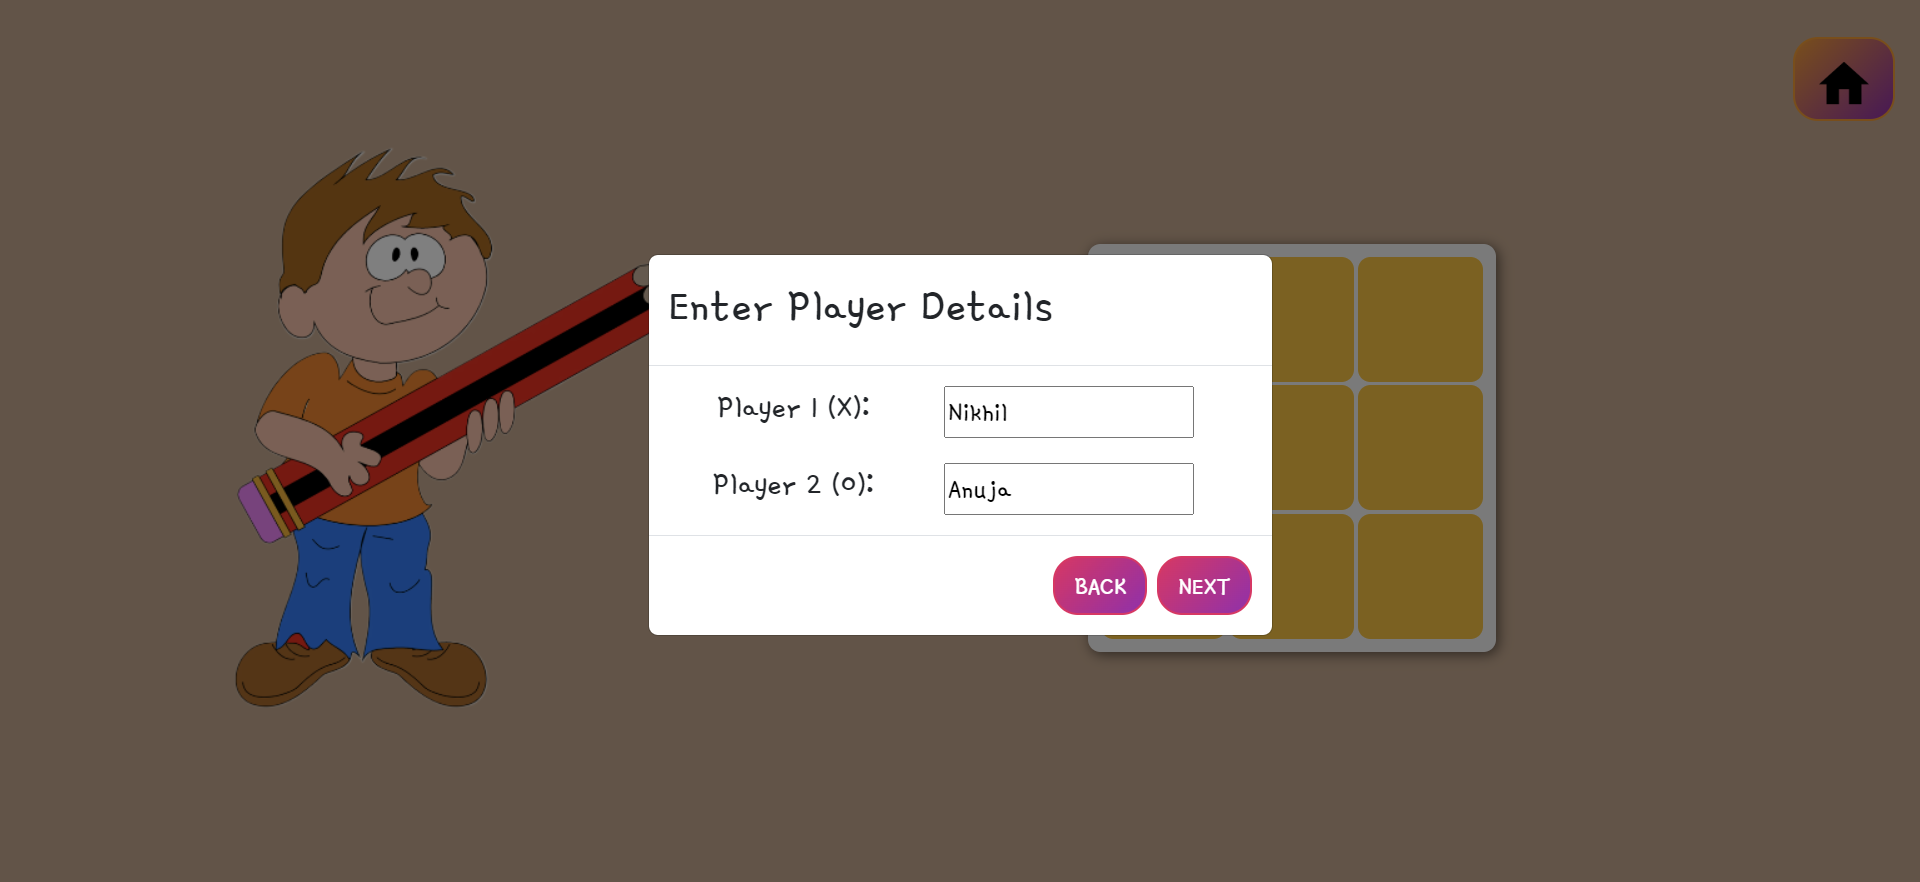 Enter Player Details
Player 1 (X): Nikhil
Player 2 (O): Anuja
BACK NEXT